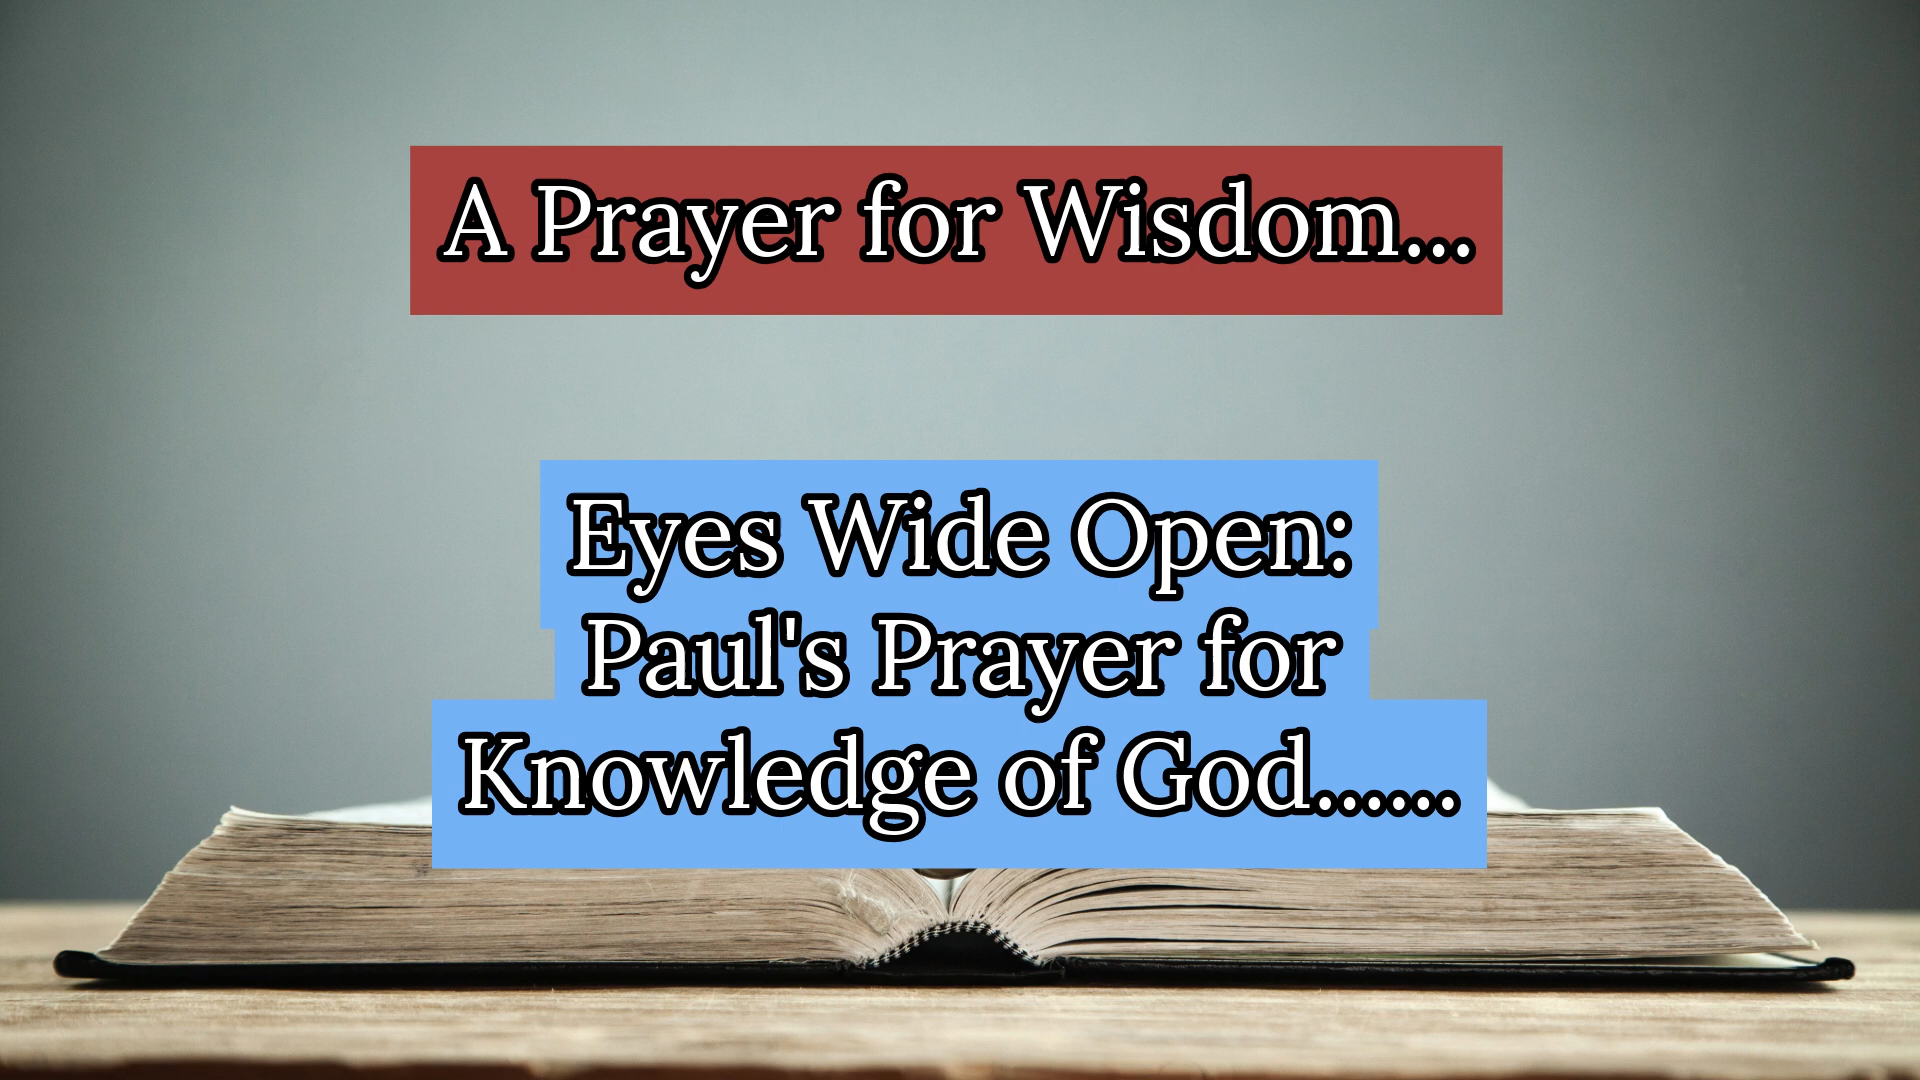 A Prayer for Wisdom...
Eyes Wide Open:
Paul's Prayer for
Knowledge of God......